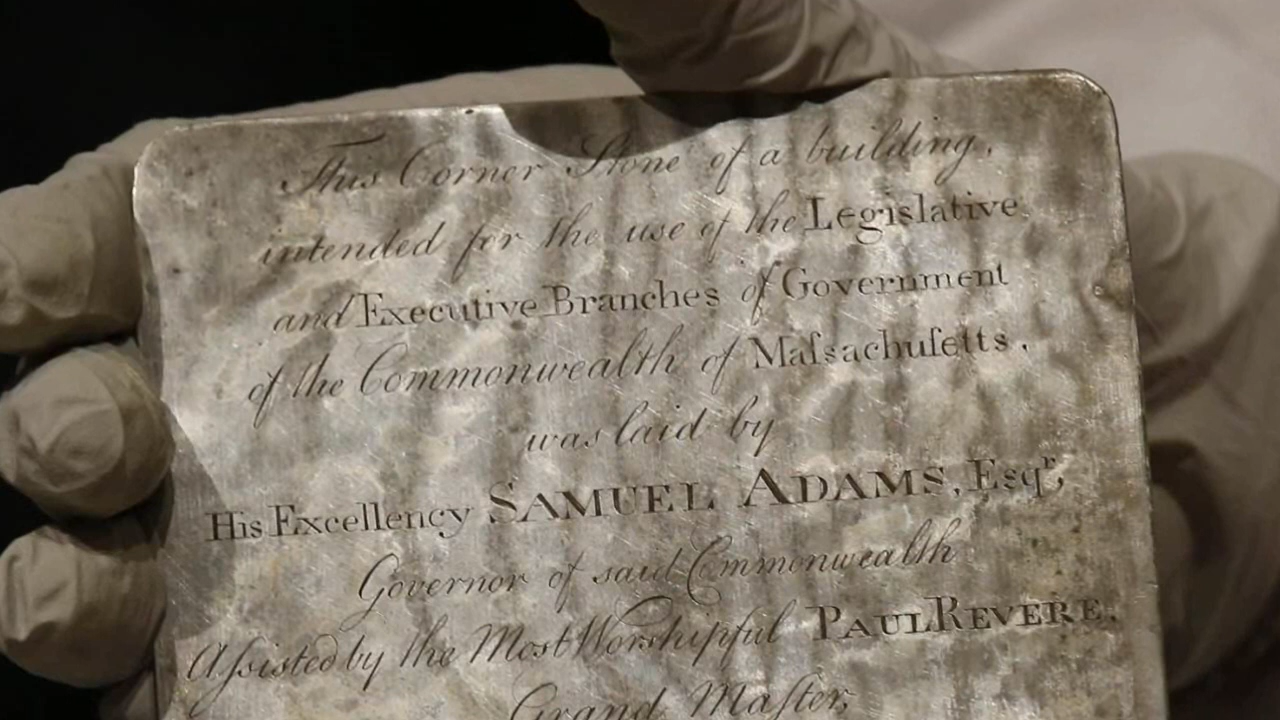 This Corner Stone of a building,
intended for the use of the Legislative
and Executive Branches of Government
of the Commonwealth of Maſsachuſetts,
was laid by
His Excellency SAMUEL ADAMS, Esqr,
Governor of said Commonwealth
Aſsisted by the Most Worshipful PAUL REVERE,
Grand Maſter,